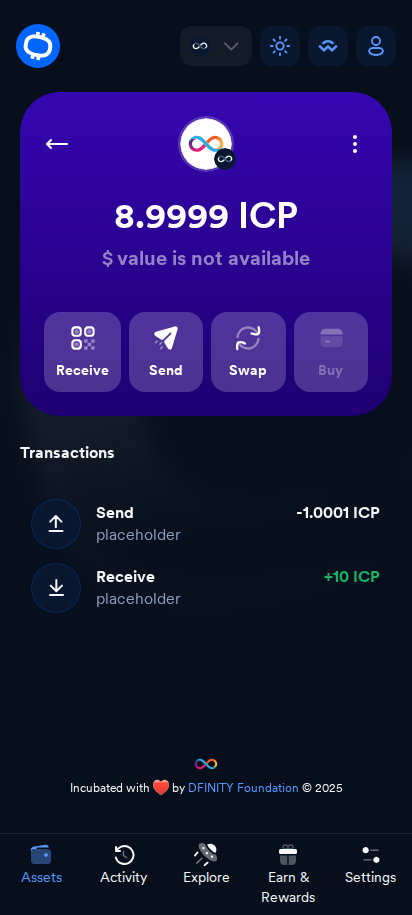 8.9999 ICP
$ value is not available
Receive
Send
Swap
Buy
Transactions
Send
-1.0001 ICP
placeholder
Receive
+10 ICP
placeholder
Incubated with ❤️ by DFINITY Foundation © 2025
Assets
Activity
Explore
Earn &
Rewards
Settings